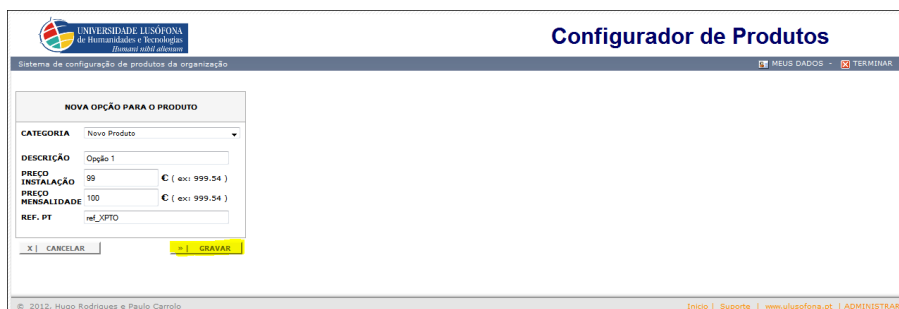 UNIVERSIDADE LUSÓFONA
de Humanidades e Tecnologias
Humani nihil alienum
Configurador de Produtos
Sistema de configuração de produtos da organização
MEUS DADOS - TERMINAR
NOVA OPÇÃO PARA O PRODUTO
CATEGORIA Novo Produto
DESCRIÇÃO Opção 1
PREÇO INSTALAÇÃO 99 € ( ex: 999.54 )
PREÇO MENSALIDADE 100 € ( ex: 999.54 )
REF. PT ref_XPTO
X | CANCELAR = | GRAVAR
© 2012, Hugo Rodrigues e Paulo Carrolo Inicio | Suporte | www.ulusofona.pt | ADMINISTRAR